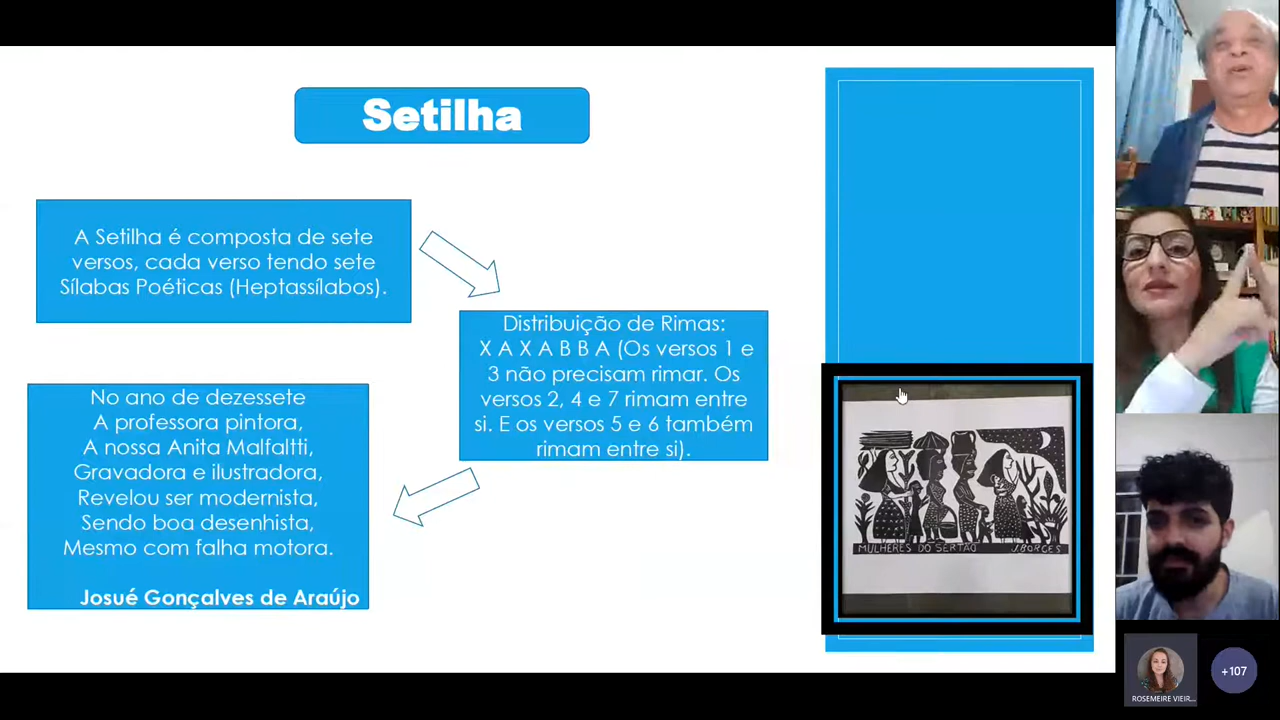 Setilha
A Setilha é composta de sete
versos, cada verso tendo sete
Sílabas Poéticas (Heptassílabos).
Distribuição de Rimas:
X A X A B B A (Os versos 1 e
3 não precisam rimar. Os
versos 2, 4 e 7 rimam entre
si. E os versos 5 e 6 também
rimam entre si).
No ano de dezessete
A professora pintora,
A nossa Anita Malfaltti,
Gravadora e ilustradora,
Revelou ser modernista,
Sendo boa desenhista,
Mesmo com falha motora.
Josué Gonçalves de Araújo
MULHERES DO SERTÃO J.BORGES
ROSEMEIRE VIEIR...
+107